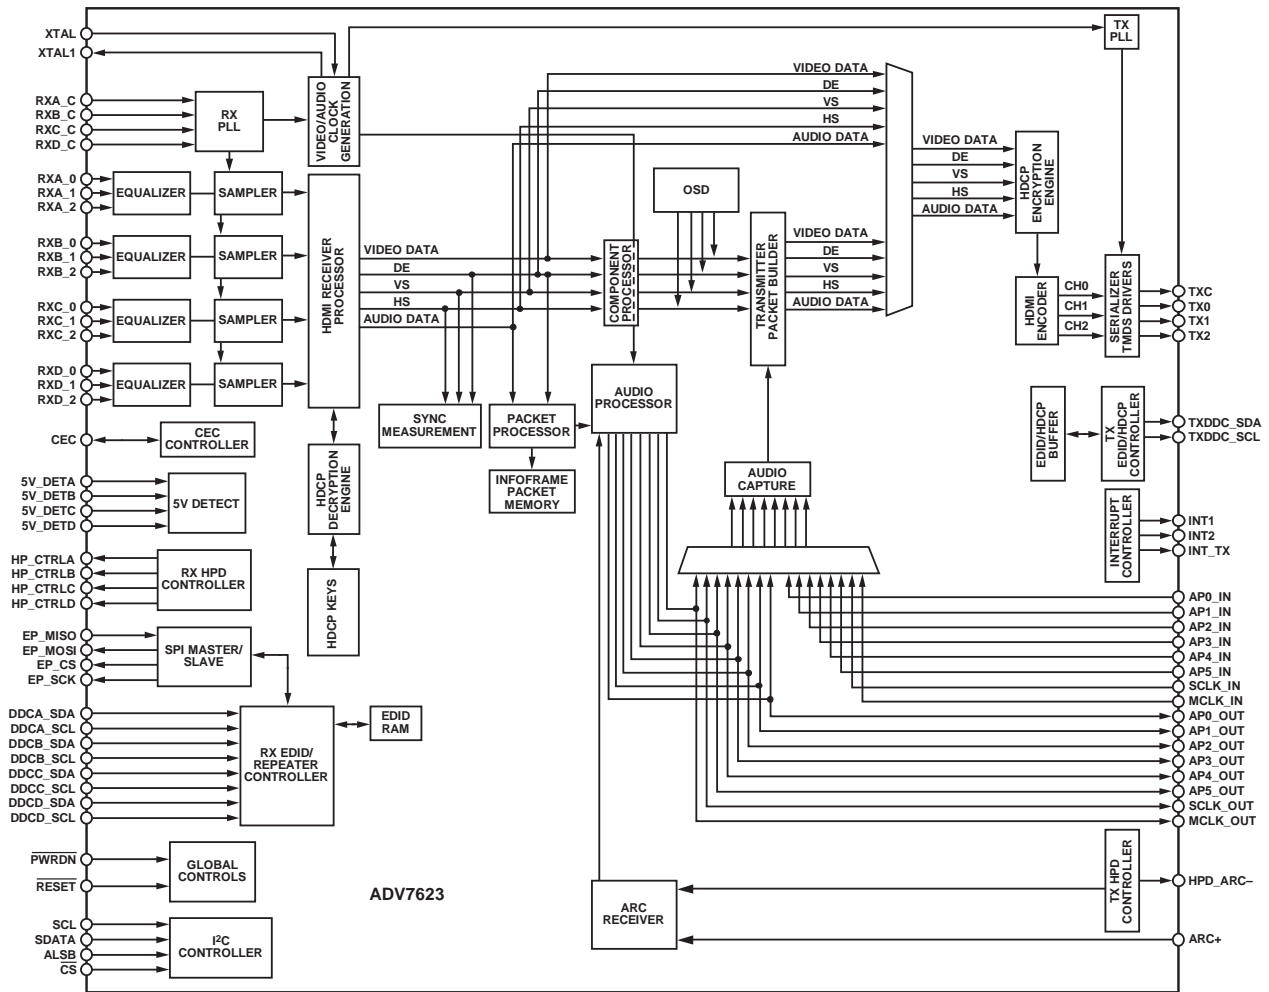 XTAL
XTAL1
RXA_C
RXB_C
RXC_C
RXD_C
RXA_0
RXA_1
RXA_2
RXB_0
RXB_1
RXB_2
RXC_0
RXC_1
RXC_2
RXD_0
RXD_1
RXD_2
CEC
5V_DETA
5V_DETB
5V_DETC
5V_DETD
HP_CTRLA
HP_CTRLB
HP_CTRLC
HP_CTRLD
EP_MISO
EP_MOSI
EP_CS
EP_SCK
DDCA_SDA
DDCA_SCL
DDCB_SDA
DDCB_SCL
DDCC_SDA
DDCC_SCL
DDCD_SDA
DDCD_SCL
PWRDN
RESET
SCL
SDATA
ALSB
CS
RX
PLL
EQUALIZER
SAMPLER
EQUALIZER
SAMPLER
EQUALIZER
SAMPLER
EQUALIZER
SAMPLER
CEC
CONTROLLER
5V DETECT
RX HPD
CONTROLLER
SPI MASTER/
SLAVE
RX EDID/
REPEATER
CONTROLLER
EDID
RAM
GLOBAL
CONTROLS
I2C
CONTROLLER
VIDEO/AUDIO
CLOCK
GENERATION
HDMI RECEIVER
PROCESSOR
HDCP
DECRYPTION
ENGINE
HDCP KEYS
VIDEO DATA
DE
VS
HS
AUDIO DATA
SYNC
MEASUREMENT
PACKET
PROCESSOR
INFOFRAME
PACKET
MEMORY
COMPONENT
PROCESSOR
AUDIO
PROCESSOR
OSD
TRANSMITTER
PACKET BUILDER
AUDIO
CAPTURE
VIDEO DATA
DE
VS
HS
AUDIO DATA
VIDEO DATA
DE
VS
HS
AUDIO DATA
VIDEO DATA
DE
VS
HS
AUDIO DATA
TX
PLL
HDCP
ENCRYPTION
ENGINE
HDMI
ENCODER
CH0
CH1
CH2
SERIALIZER
TMDS DRIVERS
EDID/HDCP
BUFFER
TX
EDID/HDCP
CONTROLLER
INTERRUPT
CONTROLLER
ADV7623
ARC
RECEIVER
TX HPD
CONTROLLER
TXC
TX0
TX1
TX2
TXDDC_SDA
TXDDC_SCL
INT1
INT2
INT_TX
AP0_IN
AP1_IN
AP2_IN
AP3_IN
AP4_IN
AP5_IN
SCLK_IN
MCLK_IN
AP0_OUT
AP1_OUT
AP2_OUT
AP3_OUT
AP4_OUT
AP5_OUT
SCLK_OUT
MCLK_OUT
HPD_ARC–
ARC+